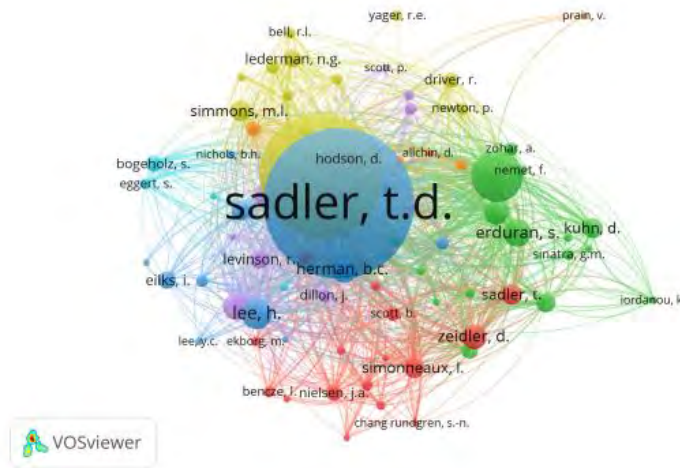 yager, r.e.
prain, v.
bell, r.l.
lederman, n.g.
scott, p.
driver, r.
simmons, m.l.
newton, p.
nichols, b.h.
hodson, d.
allchin, d.
zohar, a.
bogeholz, s.
nemet, f.
eggert, s.
sadler, t.d.
erduran, s.
kuhn, d.
levinson, r.
herman, b.c.
sinatra, g.m.
eilks, i.
dillon, j.
sadler, t.
iordanou, k
lee, h.
scott, b.
lee, y.c.
ekborg, m.
zeidler, d.
simonneaux, l.
bencze, l.
nielsen, j.a.
chang rundgren, s.-n.
VOSviewer